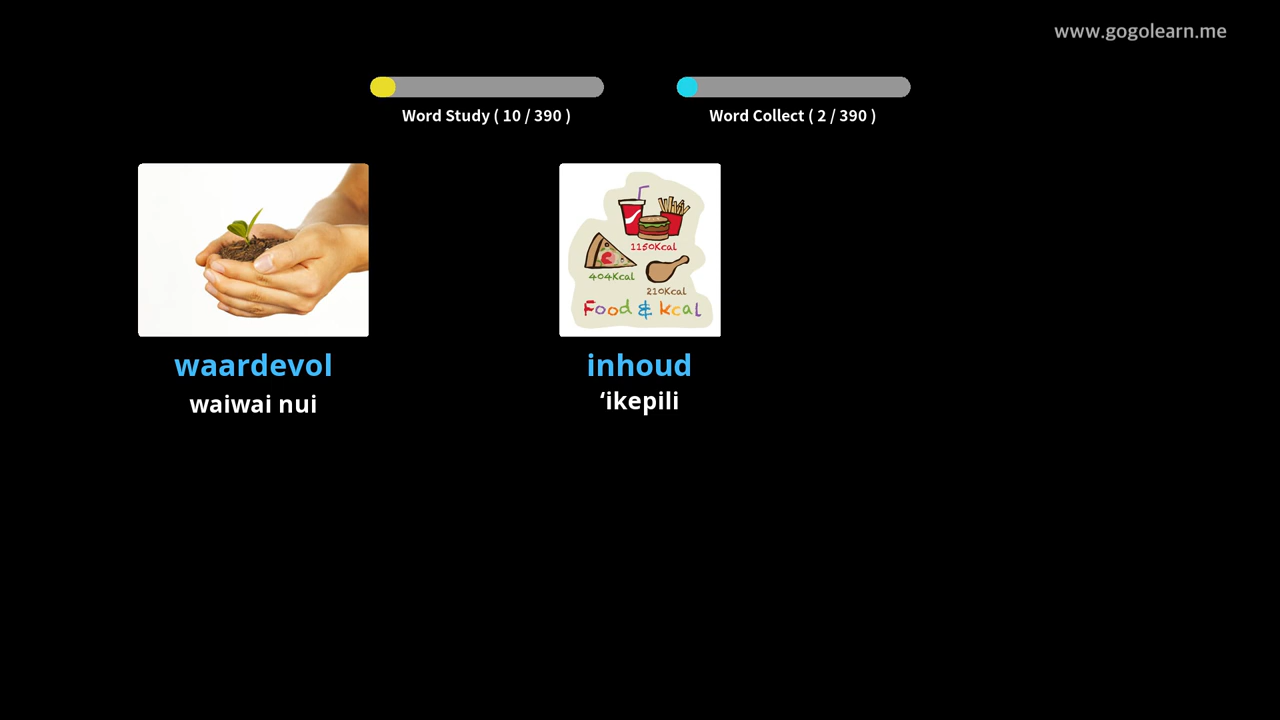 www.gogolearn.me
Word Study ( 10 / 390 )
Word Collect ( 2 / 390 )
1150Kcal
404Kcal
210Kcal
Food & kcal
waardevol
inhoud
waiwai nui
ʻikepili